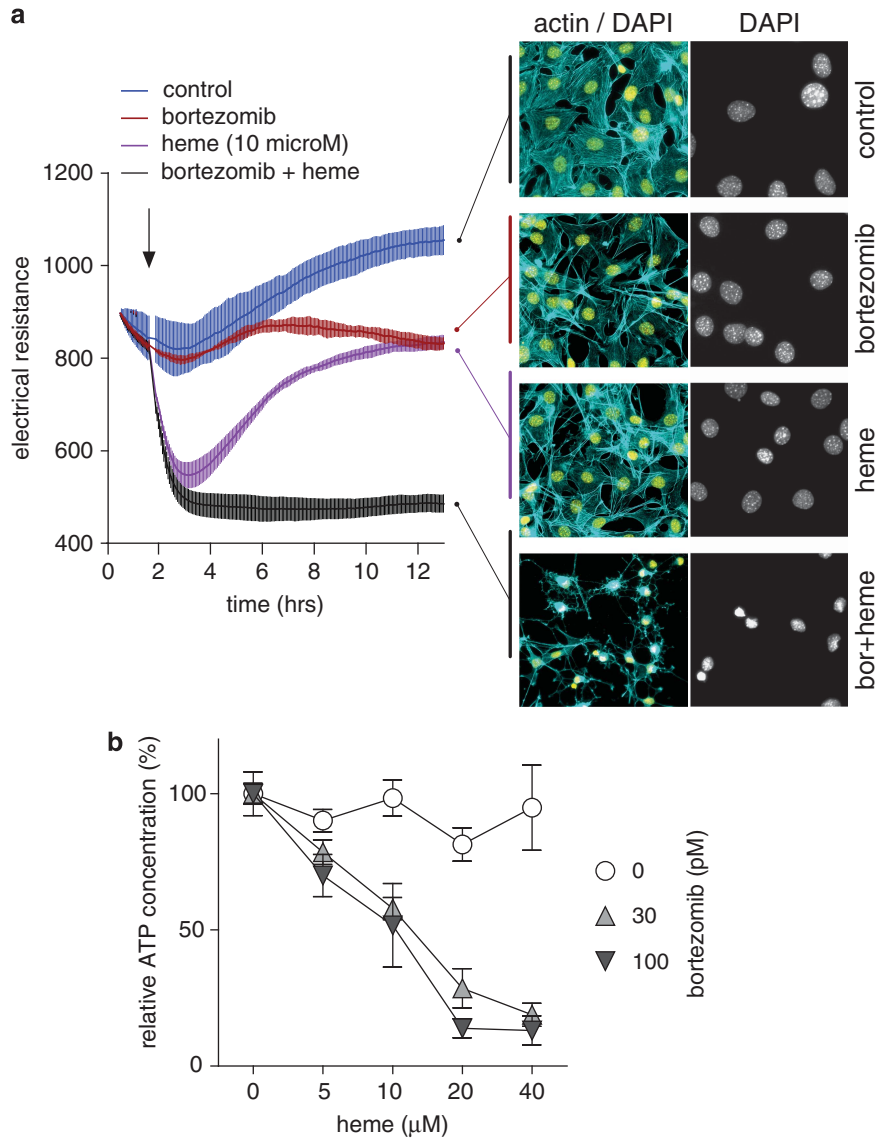 a
actin / DAPI
DAPI
control
bortezomib
heme (10 microM)
bortezomib + heme
1200
1000
800
600
400
electrical resistance
0
2
4
6
8
10
12
time (hrs)
control
bortezomib
heme
bor+heme
b
100
50
0
relative ATP concentration (%)
0
5
10
20
40
heme (μM)
0
30
100
bortezomib (pM)